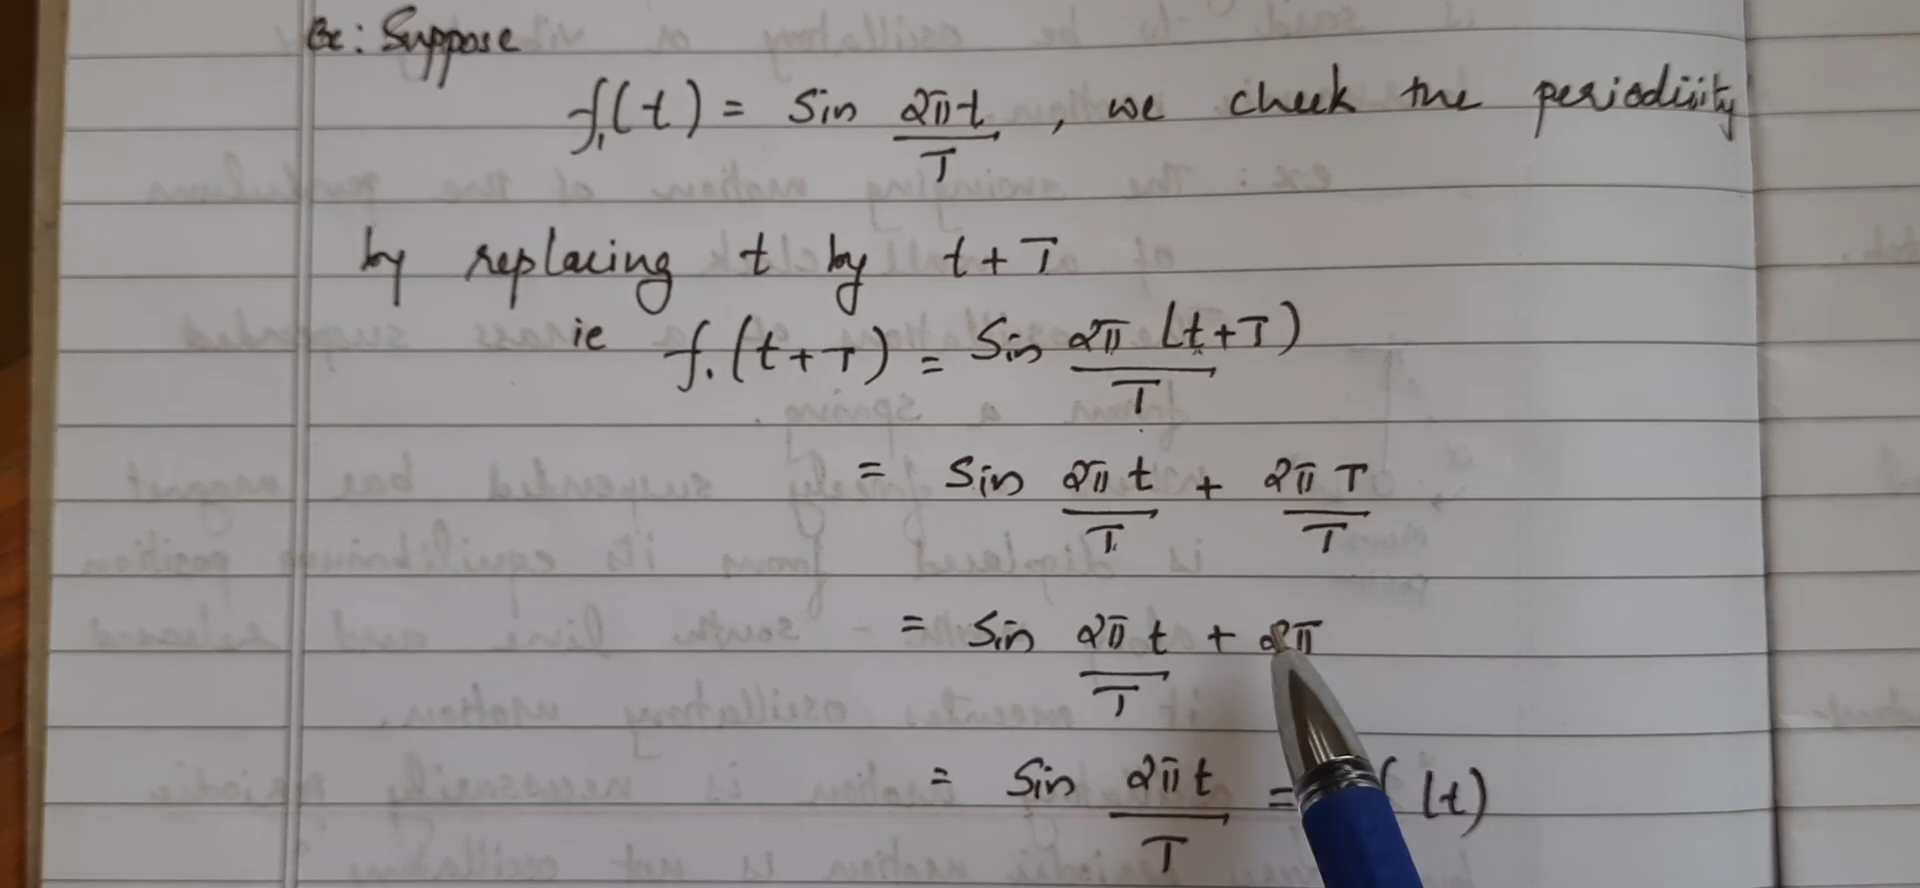 Ex: Suppose
f₁(t) = Sin 2πt/T, we check the periodicity
by replacing t by t+T
ie f₁(t+T) = Sin 2π(t+T)/T
= Sin 2πt/T + 2πT/T
= Sin 2πt/T + 2π
= Sin 2πt/T = f(t)